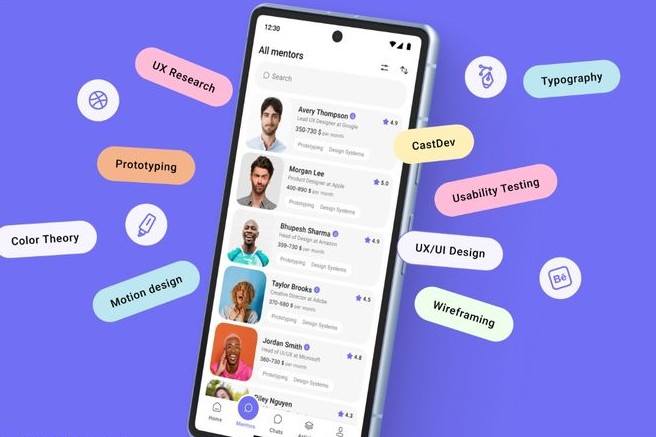 12:30
All mentors
Search
Avery Thompson
Lead UX Designer at Google
350-730 $ per month
4.9
Prototyping Design Systems
Morgan Lee
Product Designer at Apple
400-890 $ per month
5.0
Prototyping Design Systems
Bhupesh Sharma
Head of Design at Amazon
359-730 $ per month
4.9
Prototyping Design Systems
Taylor Brooks
Creative Director at Adobe
370-680 $ per month
4.5
Prototyping Design Systems
Jordan Smith
Head of UI/UX at Microsoft
360-730 $ per month
4.8
Prototyping Design Systems
Riley Nguyen
4.3
Home
Mentors
Chats
UX Research
Prototyping
Color Theory
Motion design
Typography
CastDev
Usability Testing
UX/UI Design
Bē
Wireframing